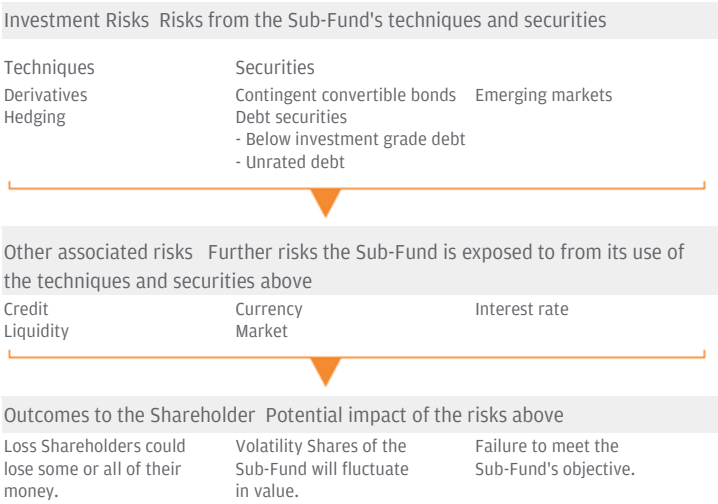 Investment Risks Risks from the Sub-Fund's techniques and securities
Techniques
Derivatives
Hedging
Securities
Contingent convertible bonds
Debt securities
- Below investment grade debt
- Unrated debt
Emerging markets
Other associated risks Further risks the Sub-Fund is exposed to from its use of
the techniques and securities above
Credit
Liquidity
Currency
Market
Interest rate
Outcomes to the Shareholder Potential impact of the risks above
Loss Shareholders could
lose some or all of their
money.
Volatility Shares of the
Sub-Fund will fluctuate
in value.
Failure to meet the
Sub-Fund's objective.